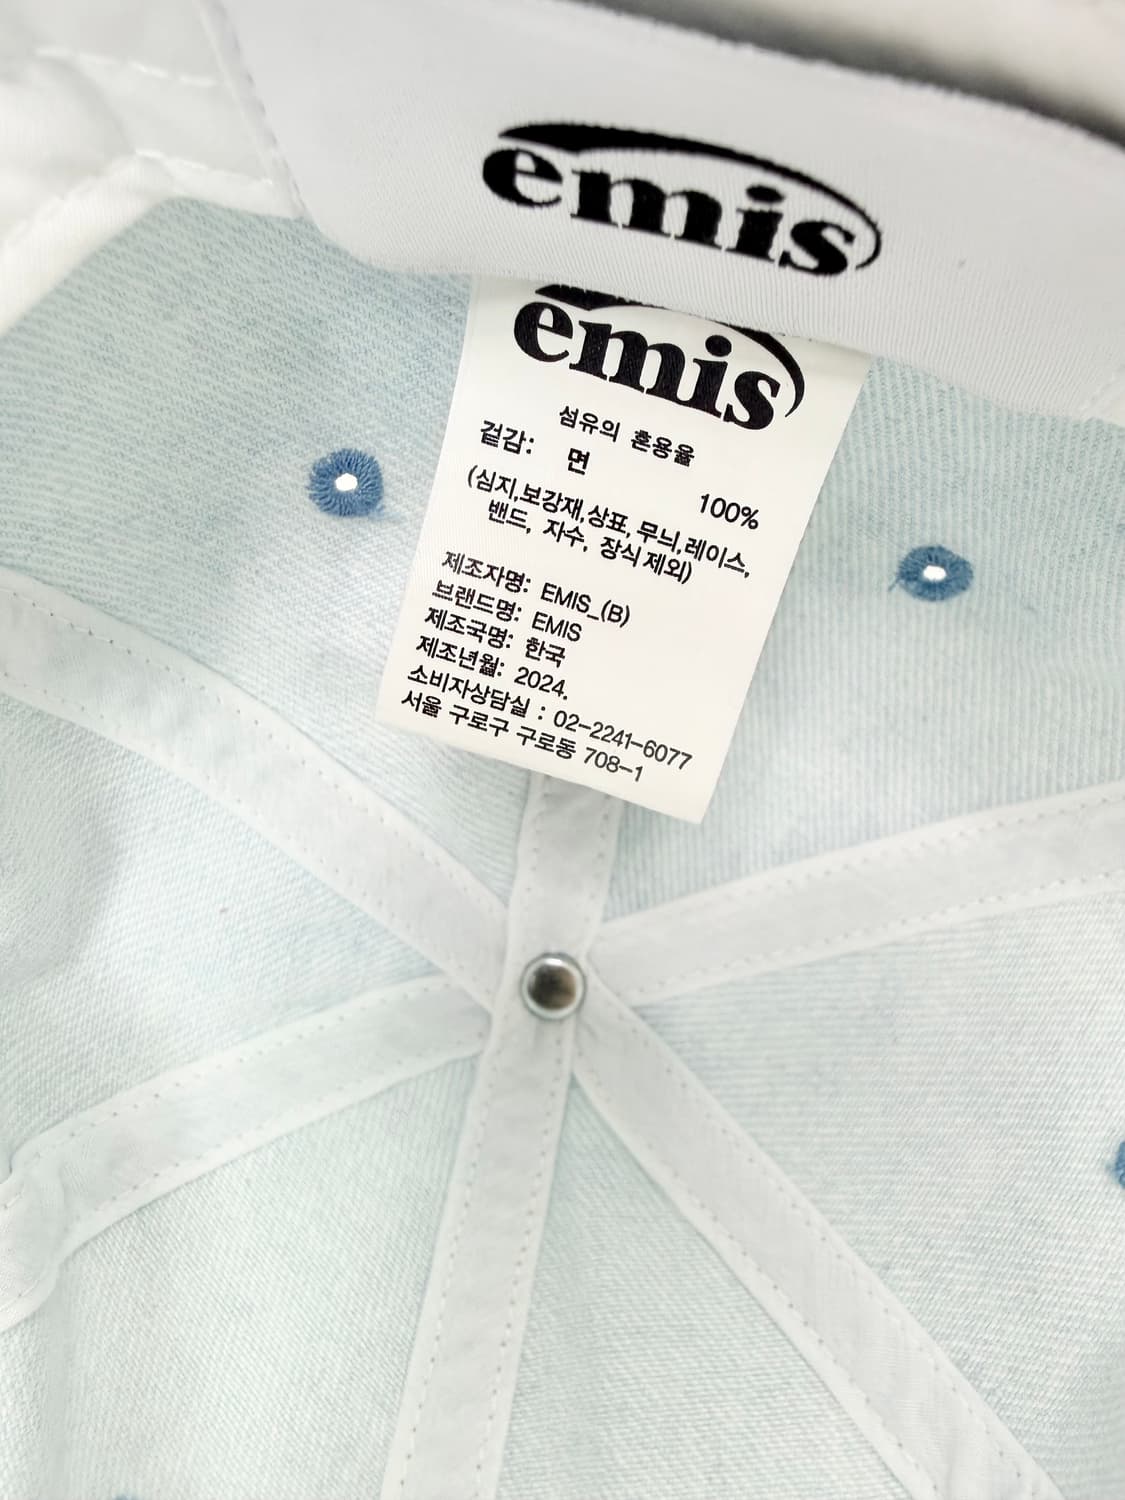 emis
emis
섬유의 혼용율
겉감: 면 100%
(심지,보강재,상표, 무늬,레이스,
밴드, 자수, 장식 제외)
제조자명: EMIS_(B)
브랜드명: EMIS
제조국명: 한국
제조년월: 2024.
소비자상담실 : 02-2241-6077
서울 구로구 구로동 708-1